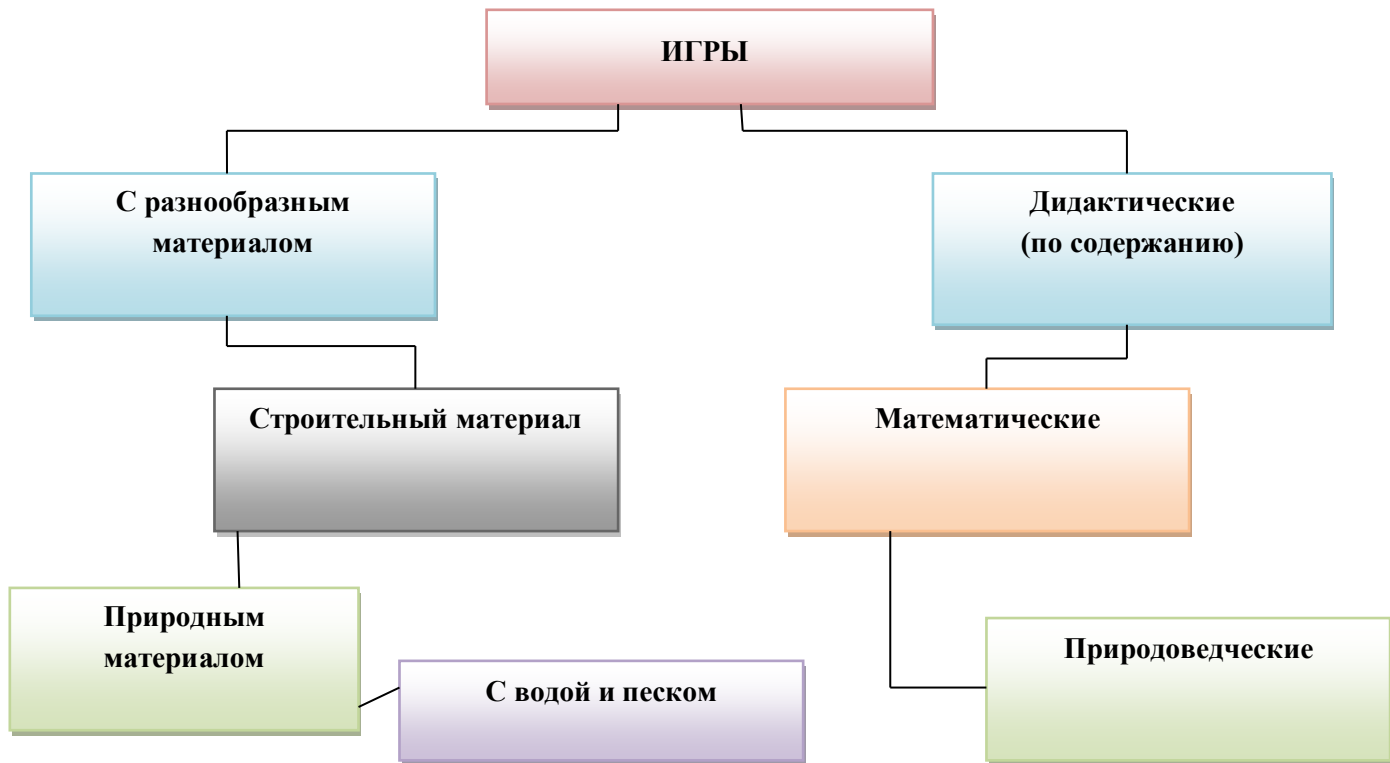 ИГРЫ
С разнообразным
материалом
Дидактические
(по содержанию)
Строительный материал
Математические
Природным
материалом
С водой и песком
Природоведческие